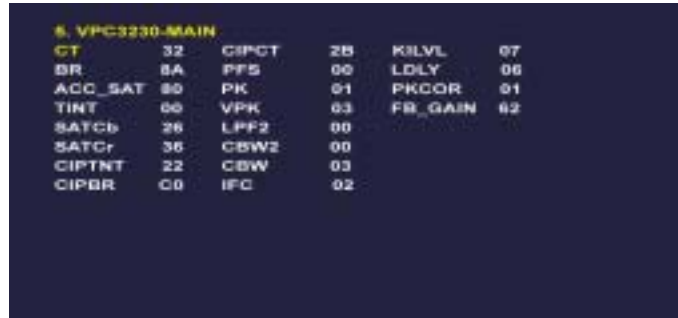 6. VPC3230-MAIN
CT 32 CIPCT 2B KILVL 07
BR 8A PFS 00 LDLY 06
ACC_SAT 80 PK 01 PKCOR 01
TINT 00 VPK 03 FB_GAIN 62
SATCb 26 LPF2 00
SATCr 36 CBW2 00
CIPTNT 22 CBW 03
CIPBR C0 IFC 02